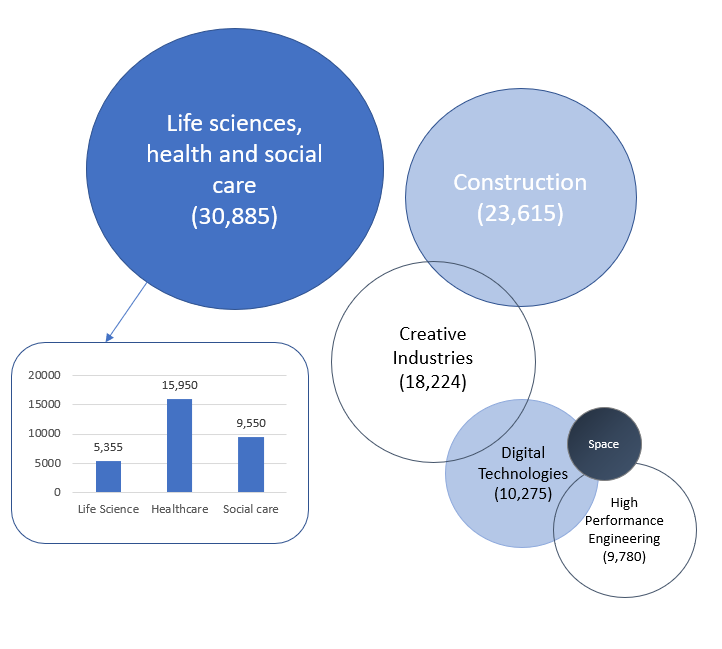 Life sciences,
health and social
care
(30,885)
Construction
(23,615)
Creative
Industries
(18,224)
Digital
Technologies
(10,275)
Space
High
Performance
Engineering
(9,780)
20000
15000
10000
5000
0
5,355
15,950
9,550
Life Science
Healthcare
Social care